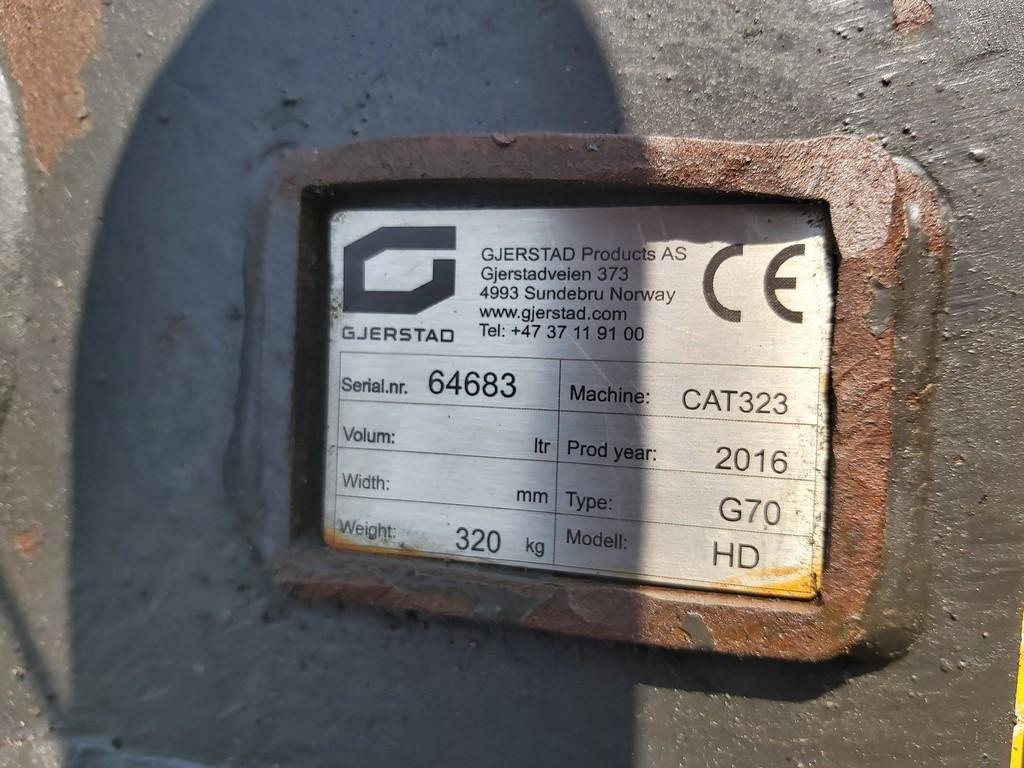 GJERSTAD
GJERSTAD Products AS
Gjerstadveien 373
4993 Sundebru Norway
www.gjerstad.com
Tel: +47 37 11 91 00
CE
Serial.nr. 64683
Machine: CAT323
Volum: ltr
Prod year: 2016
Width: mm
Type: G70
Weight: 320 kg
Modell: HD